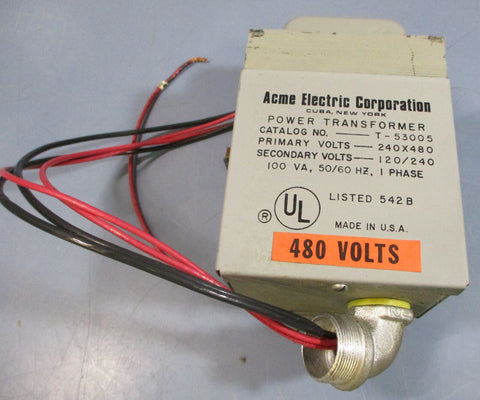 Acme Electric Corporation
CUBA, NEW YORK
POWER TRANSFORMER
CATALOG NO. —— T-53005
PRIMARY VOLTS —— 240X480
SECONDARY VOLTS —— 120/240
100 VA, 50/60 HZ, 1 PHASE
UL ® LISTED 542B
MADE IN U.S.A.
480 VOLTS